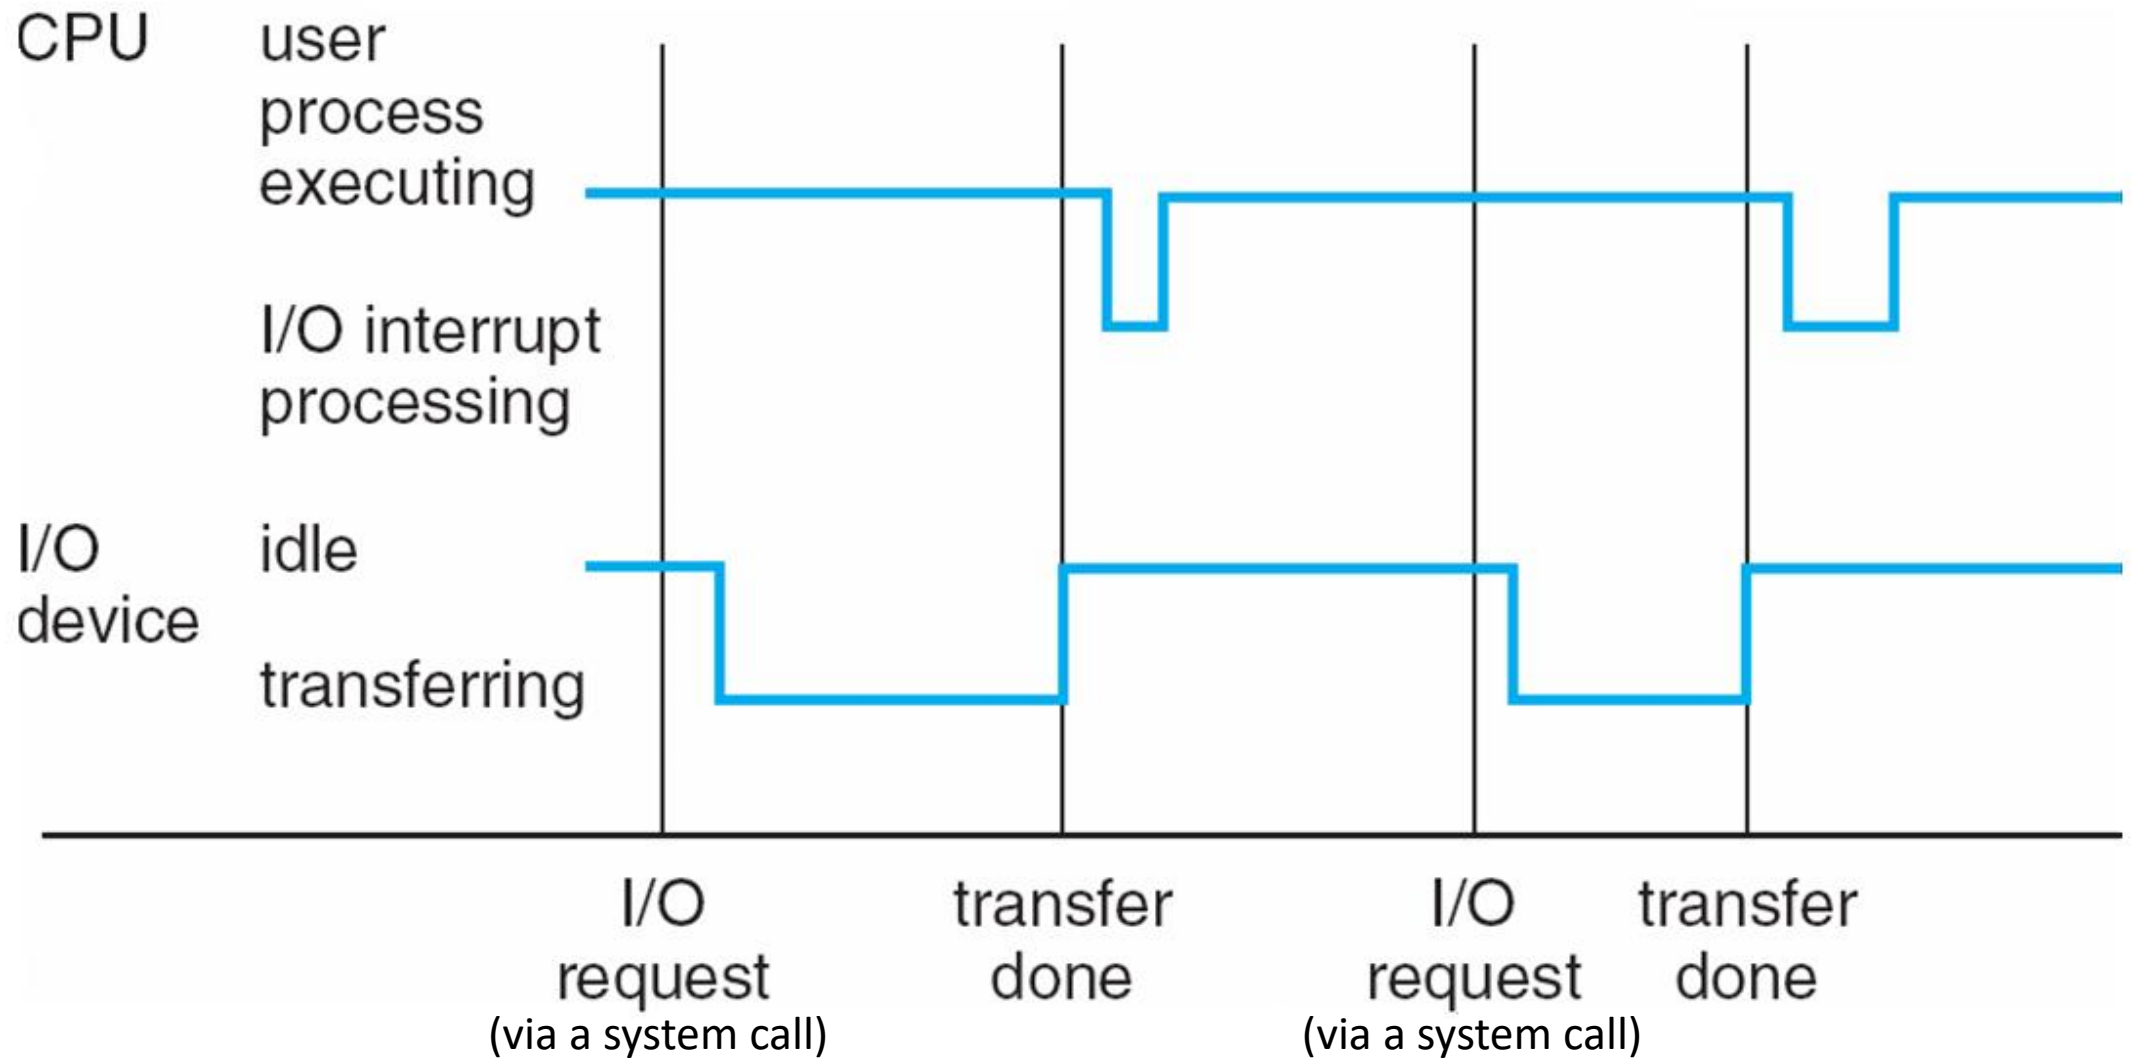 CPU
user
process
executing
I/O interrupt
processing
I/O
device
idle
transferring
I/O
request
(via a system call)
transfer
done
I/O
request
(via a system call)
transfer
done